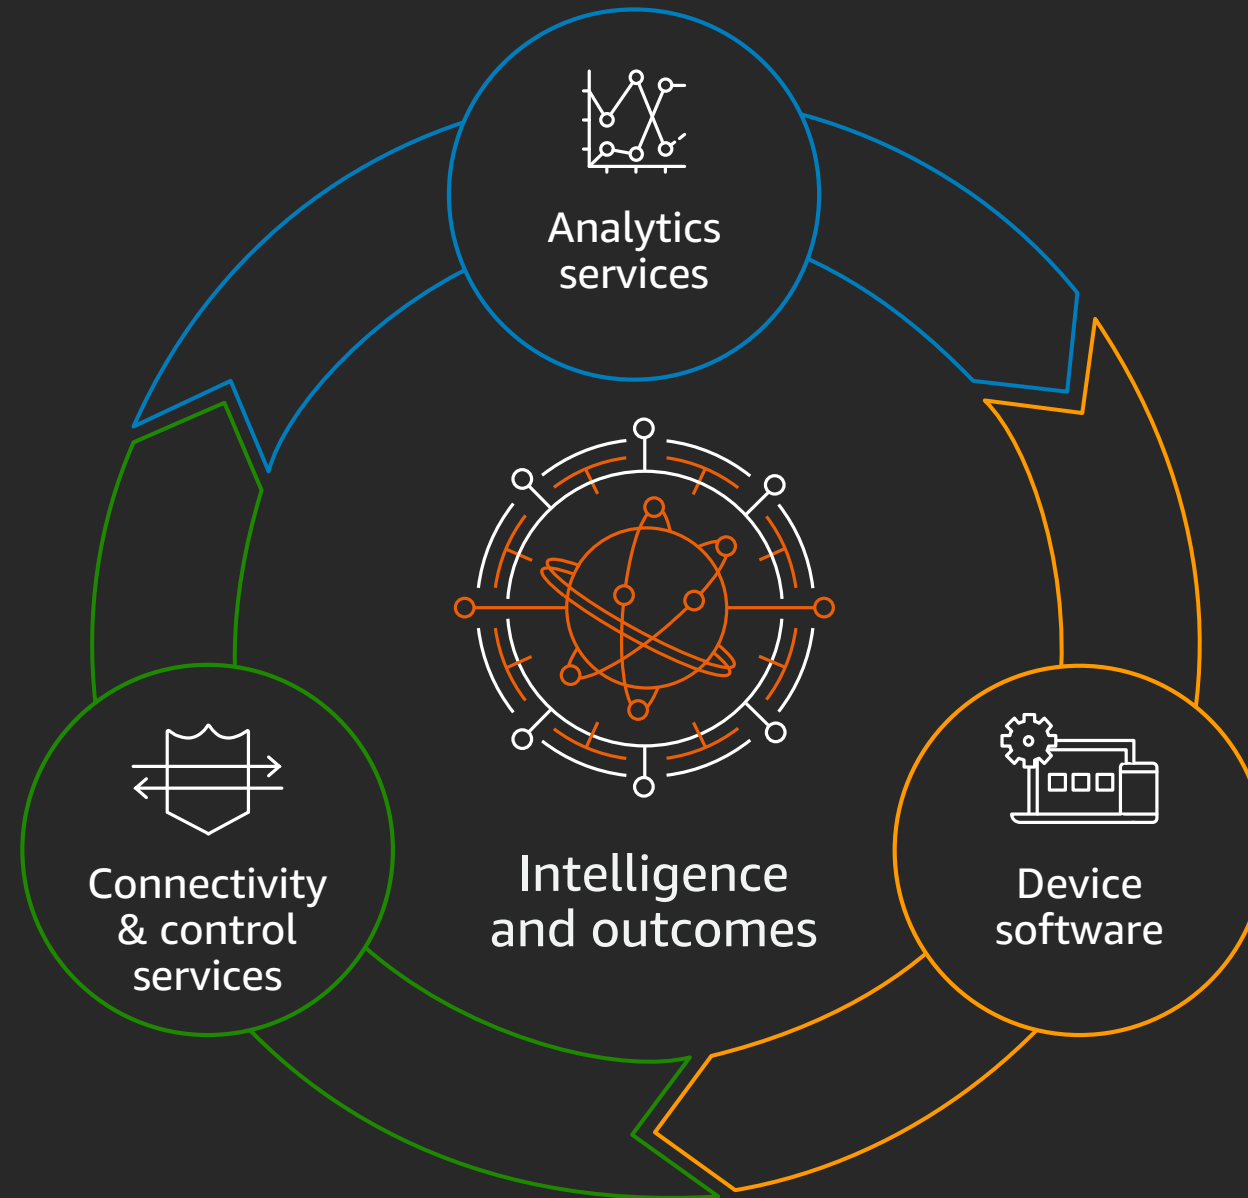 Analytics
services
Connectivity
& control
services
Intelligence
and outcomes
Device
software